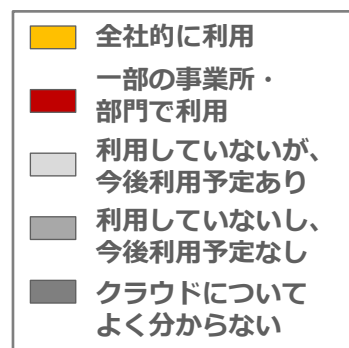 全社的に利用
一部の事業所・
部門で利用
利用していないが、
今後利用予定あり
利用していないし、
今後利用予定なし
クラウドについて
よく分からない